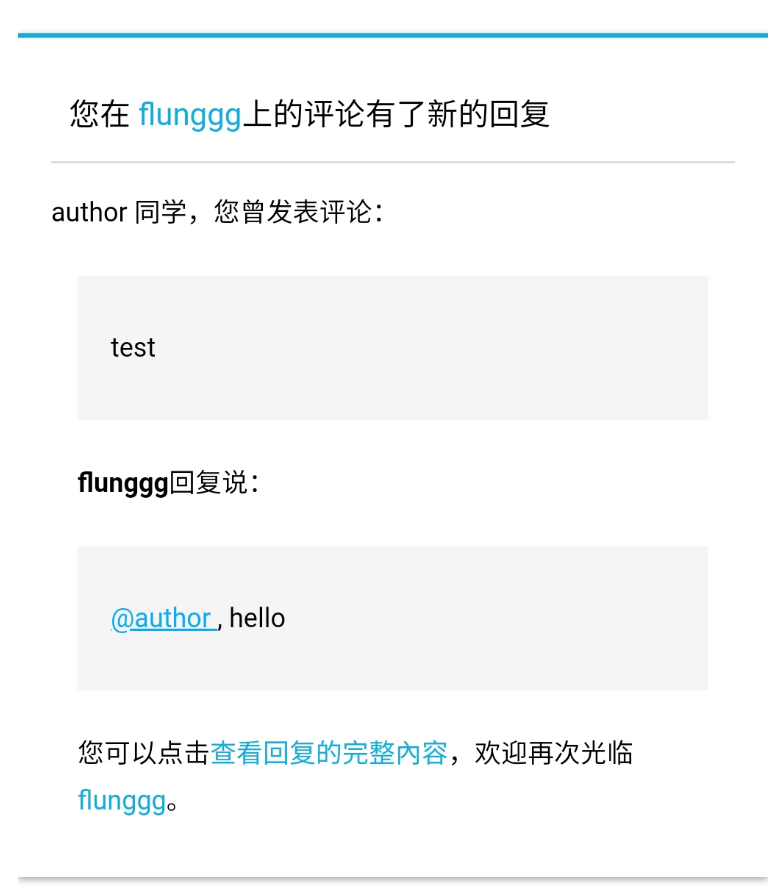 您在 flunggg上的评论有了新的回复
author 同学，您曾发表评论：
test
flunggg回复说：
@author , hello
您可以点击查看回复的完整內容，欢迎再次光临
flunggg。